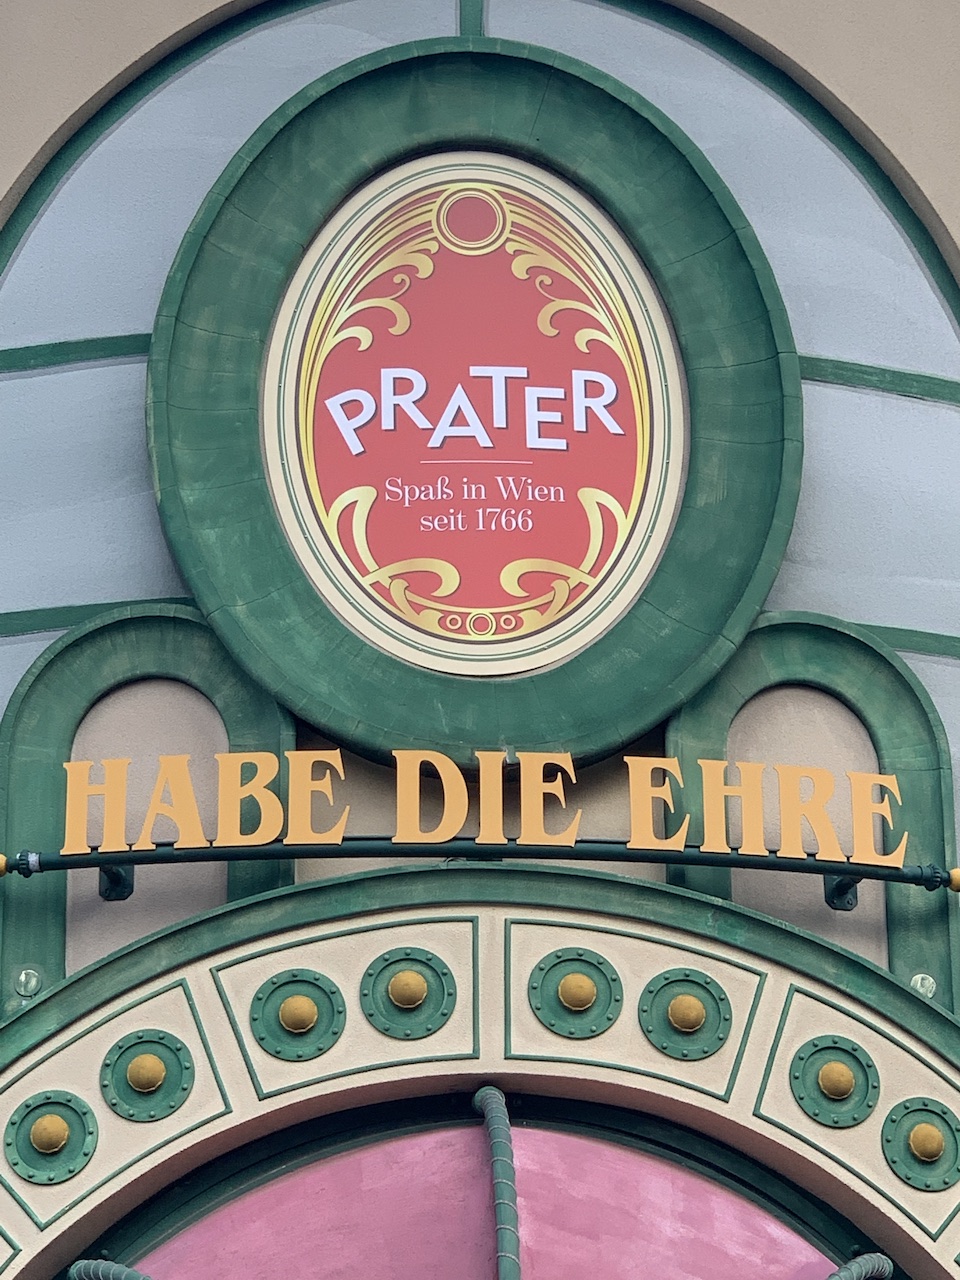 PRATER
Spaß in Wien
seit 1766
HABE DIE EHRE